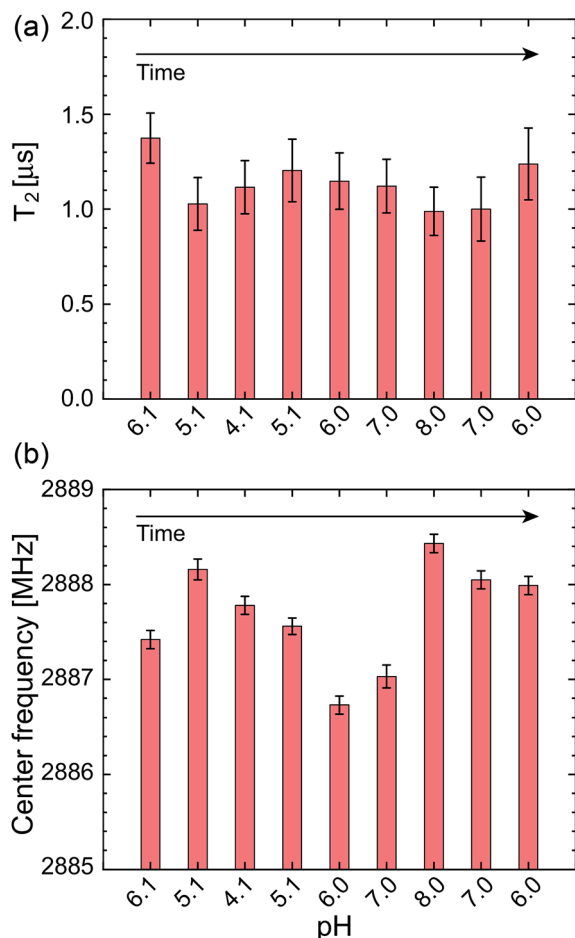 (a)
2.0
Time
1.5
T2 [μs]
1.0
0.5
0.0
6.1 5.1 4.1 5.1 6.0 7.0 8.0 7.0 6.0
(b)
2889
Time
2888
Center frequency [MHz]
2887
2886
2885
6.1 5.1 4.1 5.1 6.0 7.0 8.0 7.0 6.0
pH